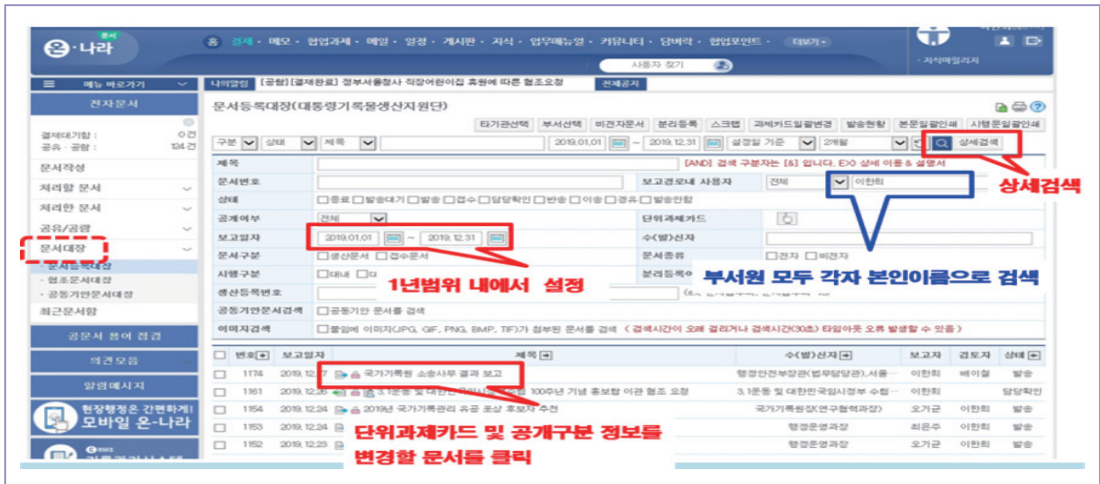 문서
온·나라
홈 결재· 메모· 협업과제· 메일· 일정· 게시판· 지식· 업무매뉴얼· 커뮤니티· 담벼락· 협업포인트· 더보기
사용자 찾기
· 지식마일리지
메뉴 바로가기
나의알림 [공람][결재완료] 정부서울청사 직장어린이집 휴원에 따른 협조요청 전체공지
전자문서
문서등록대장(대통령기록물생산지원단)
타기관선택 부서선택 비전자문서 분리등록 스크랩 과제카드일괄변경 발송현황 본문일괄인쇄 시행문일괄인쇄
결재대기함 : 0건
공유·공람 : 124건
구분 상태 제목 2019.01.01 ~ 2019.12.31 설정일 기준 2개월 상세검색
문서작성
처리할 문서
처리한 문서
공유/공람
문서대장
· 문서등록대장
· 협조문서대장
· 공동기안문서대장
최근문서함
공문서 용어 점검
의견모음
알림메시지
현장행정은 간편하게!
모바일 온-나라
제목 [AND] 검색 구분자는 [&] 입니다. EX) 상세 이름 & 설명서
문서번호 보고경로내 사용자 전체 이한희
상세검색
상태 종료 발송대기 발송 접수 담당확인 반송 이송 경유 발송안함
공개여부 전체 단위과제카드
보고일자 2019.01.01 ~ 2019.12.31 수(발)신자
문서구분 생산문서 접수문서 문서종류 전자 비전자
시행구분 대내
1년범위 내에서 설정
부서원 모두 각자 본인이름으로 검색
생산등록번호
공동기안문서검색 공동기안 문서를 검색
이미지검색 붙임에 이미지(JPG, GIF, PNG, BMP, TIF)가 첨부된 문서를 검색 ( 검색시간이 오래 걸리거나 검색시간(30초) 타임아웃 오류 발생할 수 있음 )
번호 보고일자 제목 수(발)신자 보고자 검토자 상태
1174 2019.12.27 국가기록원 소송사무 결과 보고 행정안전부장관(법무담당관),서울··· 이한희 배이철 발송
1161 2019.12.26 3.1운동 및 대한민국임시정부 수립 100주년 기념 홍보탑 이관 협조 요청 3.1운동 및 대한민국임시정부 수립··· 이한희 담당확인
1154 2019.12.24 2019년 국가기록관리 유공 포상 후보자 추천 국가기록원장(연구협력과장) 오기균 이한희 발송
1153 2019.12.24 행정운영과장 최은주 이한희 발송
1152 2019.12.23 행정운영과장 오기균 이한희 발송
단위과제카드 및 공개구분 정보를
변경할 문서를 클릭